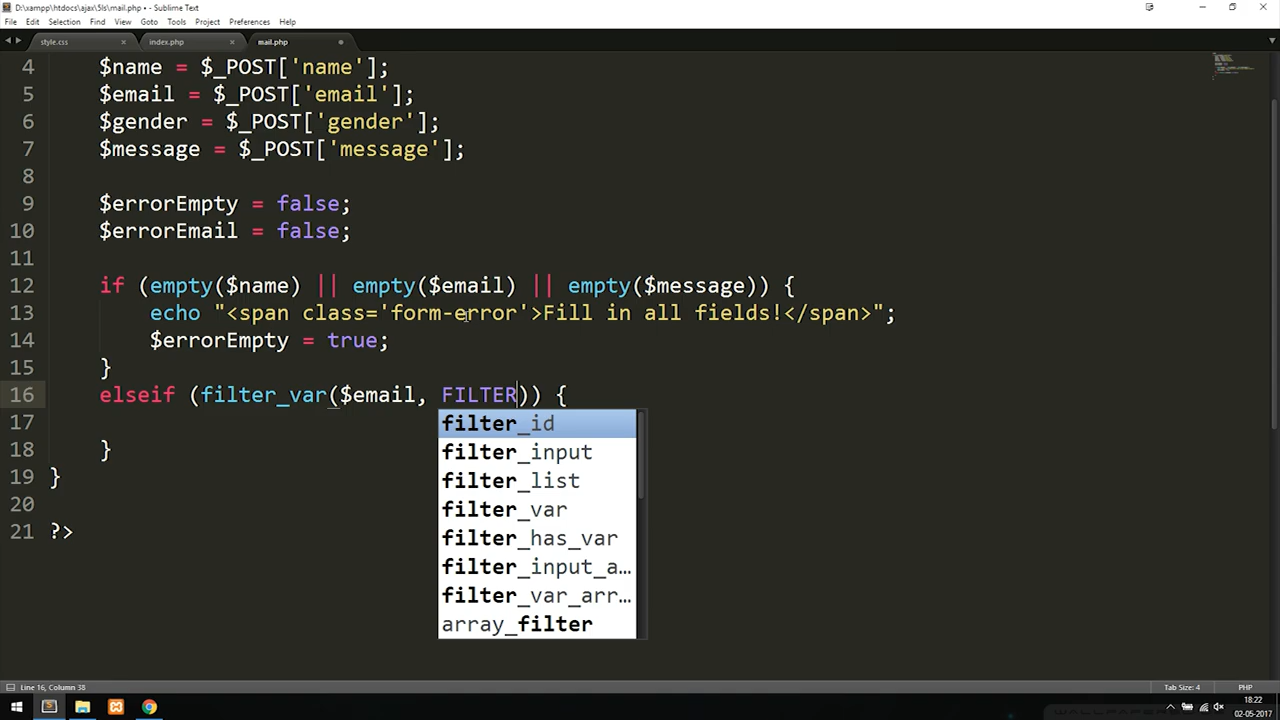 D:\xampp\htdocs\ajax\5ls\mail.php • - Sublime Text
File Edit Selection Find View Goto Tools Project Preferences Help
style.css index.php mail.php
4 $name = $_POST['name'];
5 $email = $_POST['email'];
6 $gender = $_POST['gender'];
7 $message = $_POST['message'];
8
9 $errorEmpty = false;
10 $errorEmail = false;
11
12 if (empty($name) || empty($email) || empty($message)) {
13 echo "<span class='form-error'>Fill in all fields!</span>";
14 $errorEmpty = true;
15 }
16 elseif (filter_var($email, FILTER)) {
filter_id
17
filter_input
18 }
filter_list
19 }
filter_var
20
21 ?>
filter_has_var
filter_input_a...
filter_var_arr...
array_filter
Line 16, Column 38 Tab Size: 4 PHP
18:22
02-05-2017